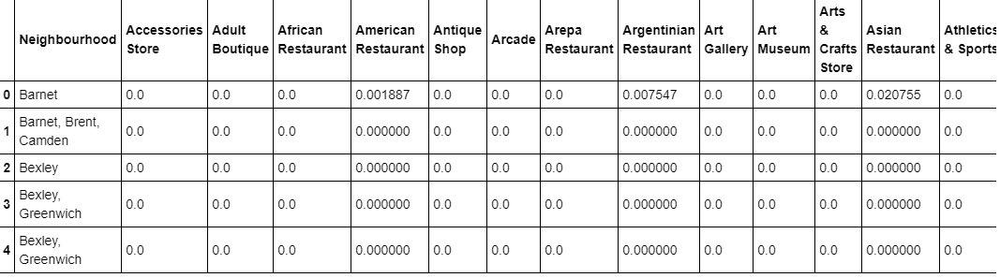 Neighbourhood Accessories Store Adult Boutique African Restaurant American Restaurant Antique Shop Arcade Arepa Restaurant Argentinian Restaurant Art Gallery Art Museum Arts & Crafts Store Asian Restaurant Athletics & Sports
0 Barnet 0.0 0.0 0.0 0.001887 0.0 0.0 0.0 0.007547 0.0 0.0 0.0 0.020755 0.0
1 Barnet, Brent, Camden 0.0 0.0 0.0 0.000000 0.0 0.0 0.0 0.000000 0.0 0.0 0.0 0.000000 0.0
2 Bexley 0.0 0.0 0.0 0.000000 0.0 0.0 0.0 0.000000 0.0 0.0 0.0 0.000000 0.0
3 Bexley, Greenwich 0.0 0.0 0.0 0.000000 0.0 0.0 0.0 0.000000 0.0 0.0 0.0 0.000000 0.0
4 Bexley, Greenwich 0.0 0.0 0.0 0.000000 0.0 0.0 0.0 0.000000 0.0 0.0 0.0 0.000000 0.0